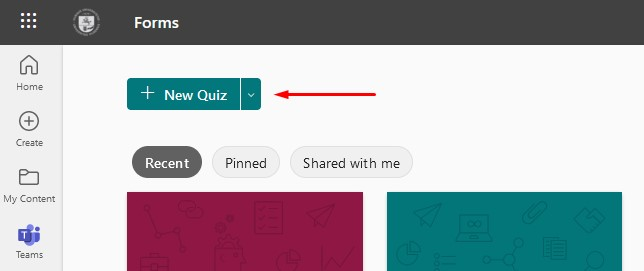 Forms
Home
New Quiz
Create
Recent
Pinned
Shared with me
My Content
Teams